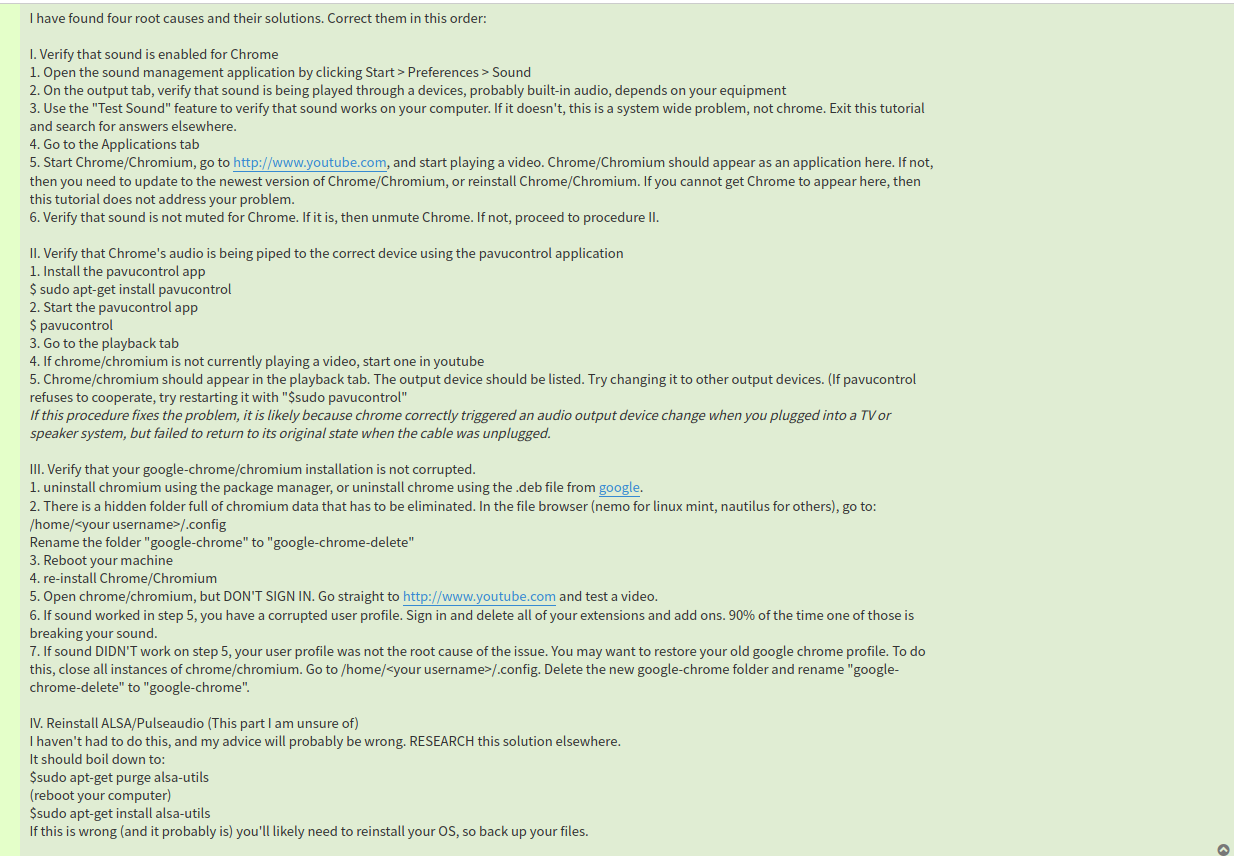 I have found four root causes and their solutions. Correct them in this order:
I. Verify that sound is enabled for Chrome
1. Open the sound management application by clicking Start > Preferences > Sound
2. On the output tab, verify that sound is being played through a devices, probably built-in audio, depends on your equipment
3. Use the "Test Sound" feature to verify that sound works on your computer. If it doesn't, this is a system wide problem, not chrome. Exit this tutorial
and search for answers elsewhere.
4. Go to the Applications tab
5. Start Chrome/Chromium, go to http://www.youtube.com, and start playing a video. Chrome/Chromium should appear as an application here. If not,
then you need to update to the newest version of Chrome/Chromium, or reinstall Chrome/Chromium. If you cannot get Chrome to appear here, then
this tutorial does not address your problem.
6. Verify that sound is not muted for Chrome. If it is, then unmute Chrome. If not, proceed to procedure II.
II. Verify that Chrome's audio is being piped to the correct device using the pavucontrol application
1. Install the pavucontrol app
$ sudo apt-get install pavucontrol
2. Start the pavucontrol app
$ pavucontrol
3. Go to the playback tab
4. If chrome/chromium is not currently playing a video, start one in youtube
5. Chrome/chromium should appear in the playback tab. The output device should be listed. Try changing it to other output devices. (If pavucontrol
refuses to cooperate, try restarting it with "$sudo pavucontrol"
If this procedure fixes the problem, it is likely because chrome correctly triggered an audio output device change when you plugged into a TV or
speaker system, but failed to return to its original state when the cable was unplugged.
III. Verify that your google-chrome/chromium installation is not corrupted.
1. uninstall chromium using the package manager, or uninstall chrome using the .deb file from google.
2. There is a hidden folder full of chromium data that has to be eliminated. In the file browser (nemo for linux mint, nautilus for others), go to:
/home/<your username>/.config
Rename the folder "google-chrome" to "google-chrome-delete"
3. Reboot your machine
4. re-install Chrome/Chromium
5. Open chrome/chromium, but DON'T SIGN IN. Go straight to http://www.youtube.com and test a video.
6. If sound worked in step 5, you have a corrupted user profile. Sign in and delete all of your extensions and add ons. 90% of the time one of those is
breaking your sound.
7. If sound DIDN'T work on step 5, your user profile was not the root cause of the issue. You may want to restore your old google chrome profile. To do
this, close all instances of chrome/chromium. Go to /home/<your username>/.config. Delete the new google-chrome folder and rename "google-
chrome-delete" to "google-chrome".
IV. Reinstall ALSA/Pulseaudio (This part I am unsure of)
I haven't had to do this, and my advice will probably be wrong. RESEARCH this solution elsewhere.
It should boil down to:
$sudo apt-get purge alsa-utils
(reboot your computer)
$sudo apt-get install alsa-utils
If this is wrong (and it probably is) you'll likely need to reinstall your OS, so back up your files.